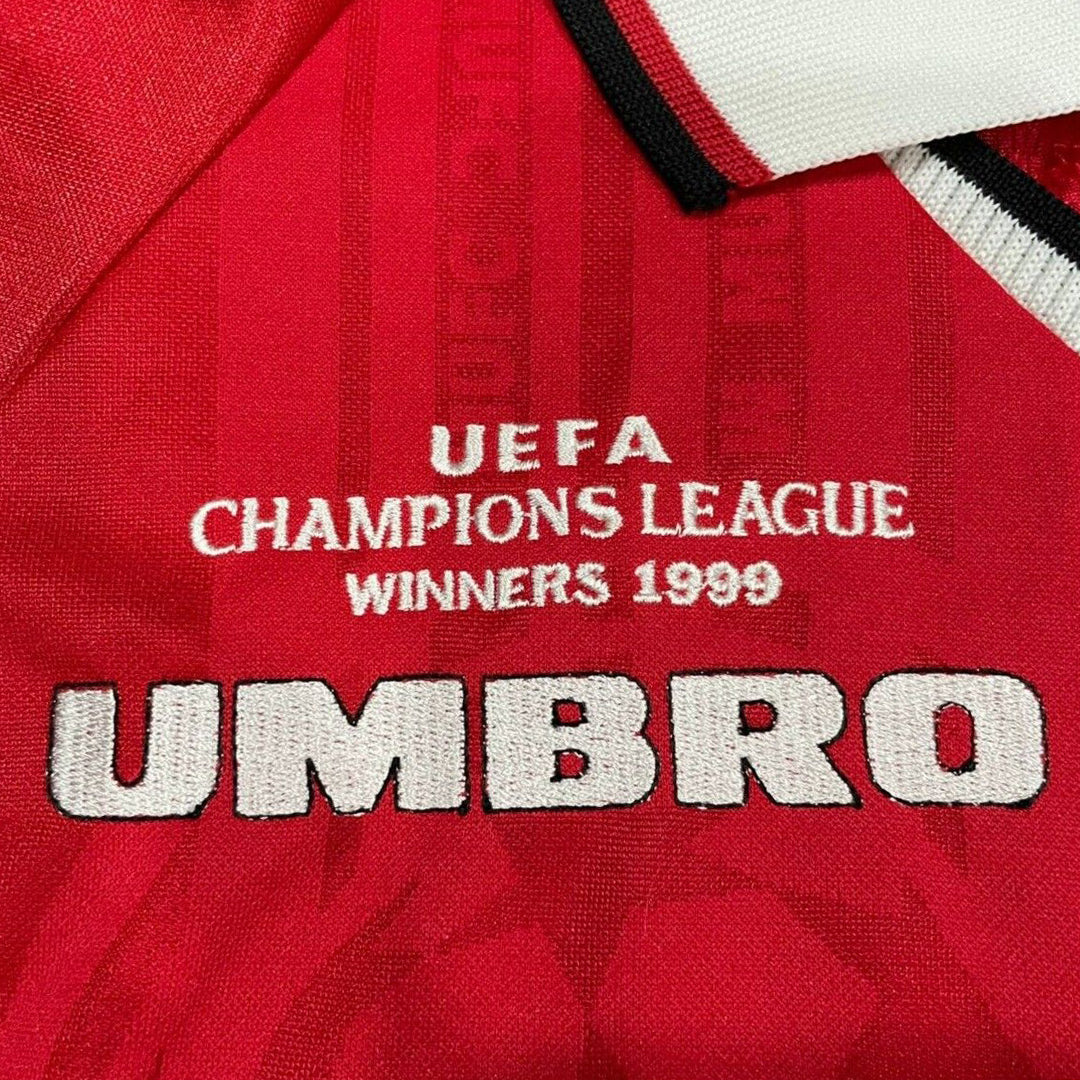 UEFA
CHAMPIONS LEAGUE
WINNERS 1999
UMBRO